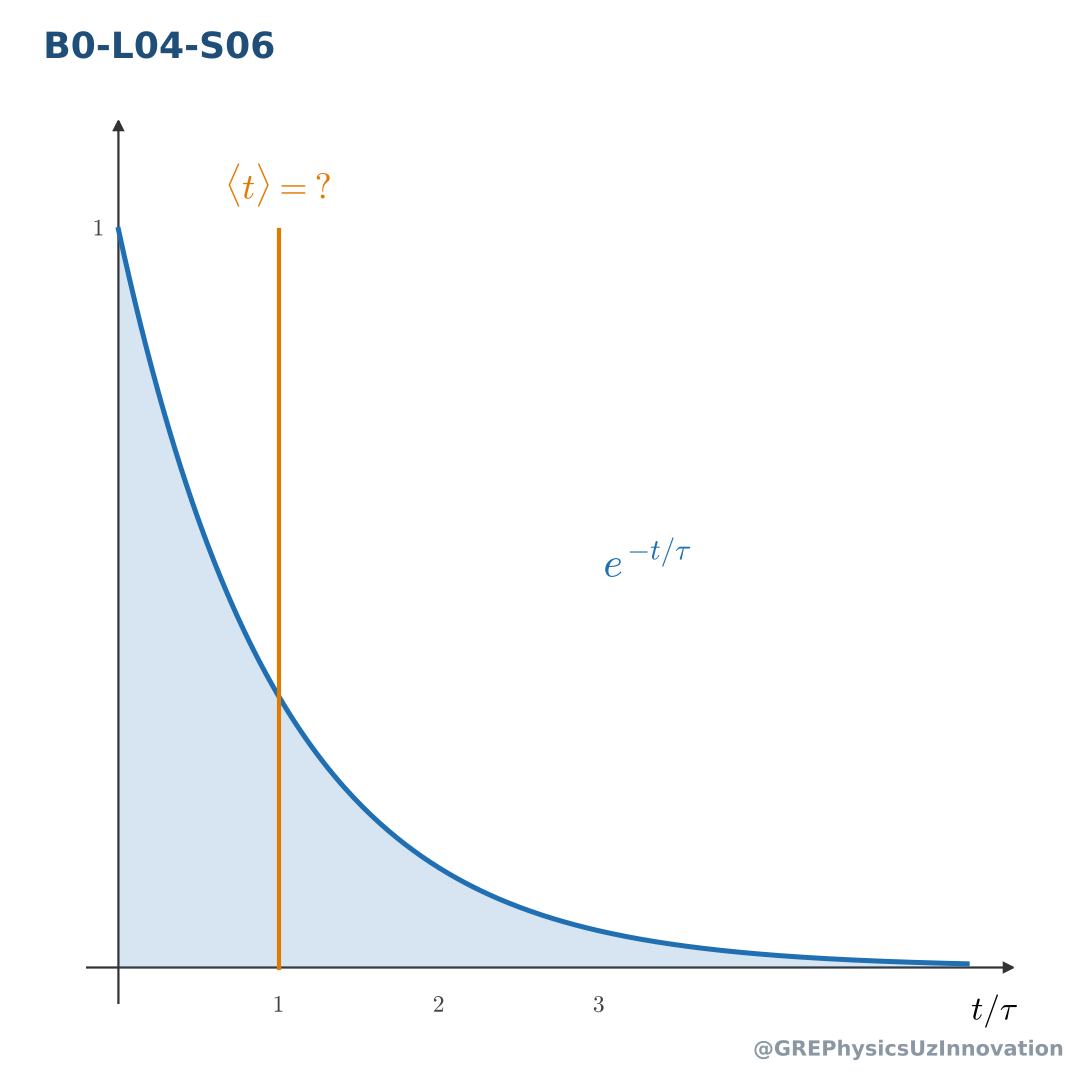 B0-L04-S06
⟨t⟩ = ?
1
e^{-t/τ}
1 2 3
t/τ
@GREPhysicsUzInnovation